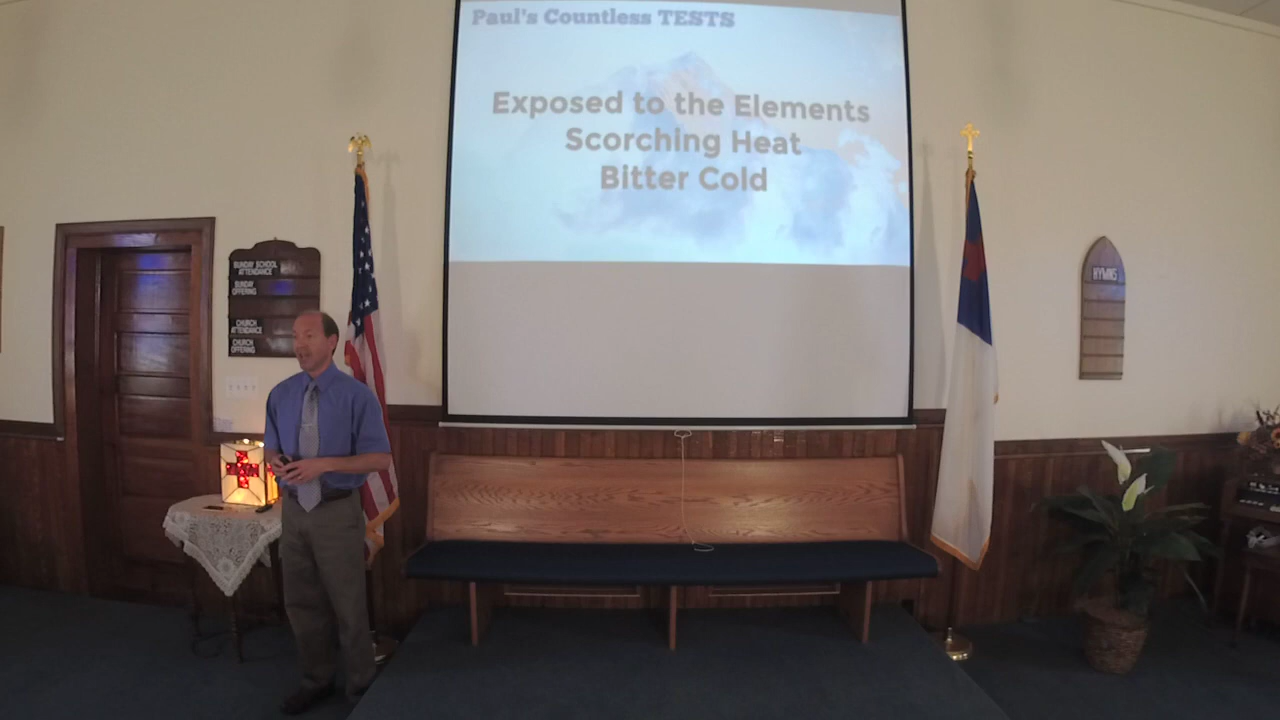 Paul's Countless TESTS
Exposed to the Elements
Scorching Heat
Bitter Cold
SUNDAY SCHOOL
ATTENDANCE
SUNDAY
OFFERING
CHURCH
ATTENDANCE
CHURCH
OFFERING
HYMNS